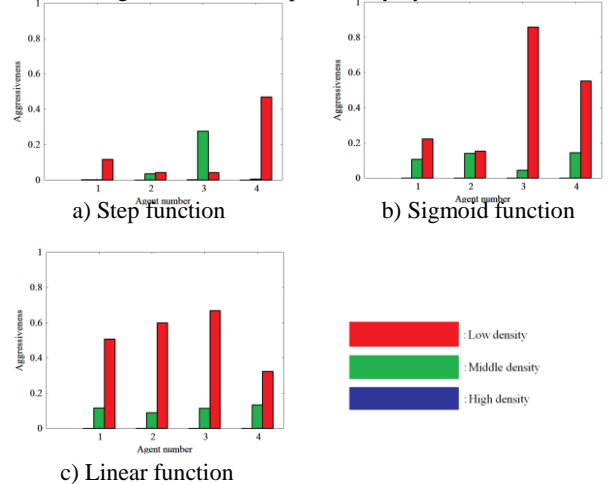 1
0.8
0.6
0.4
0.2
0
Aggressiveness
1 2 3 4
Agent number
a) Step function
1
0.8
0.6
0.4
0.2
0
Aggressiveness
1 2 3 4
Agent number
b) Sigmoid function
1
0.8
0.6
0.4
0.2
0
Aggressiveness
1 2 3 4
Agent number
c) Linear function
: Low density
: Middle density
: High density